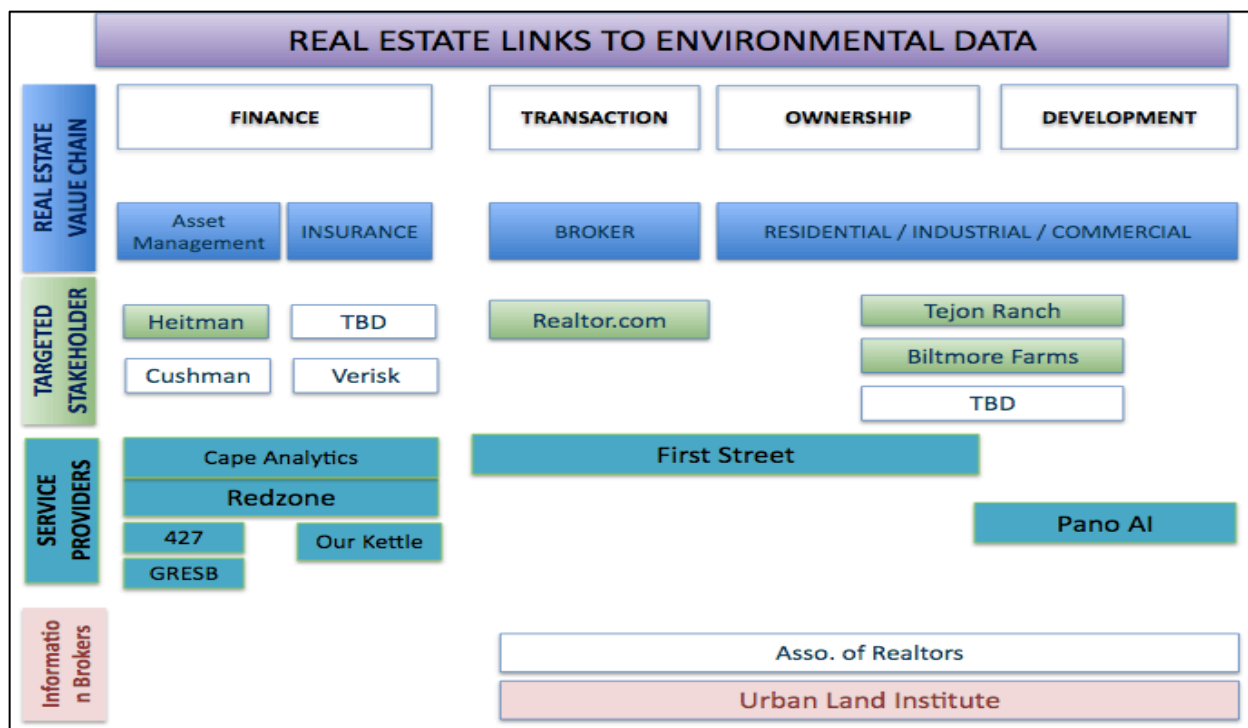 REAL ESTATE LINKS TO ENVIRONMENTAL DATA
REAL ESTATE
VALUE CHAIN
FINANCE
TRANSACTION
OWNERSHIP
DEVELOPMENT
Asset
Management
INSURANCE
BROKER
RESIDENTIAL / INDUSTRIAL / COMMERCIAL
TARGETED
STAKEHOLDER
Heitman
TBD
Realtor.com
Tejon Ranch
Cushman
Verisk
Biltmore Farms
TBD
SERVICE
PROVIDERS
Cape Analytics
First Street
Redzone
427
Our Kettle
Pano AI
GRESB
Informatio
n Brokers
Asso. of Realtors
Urban Land Institute